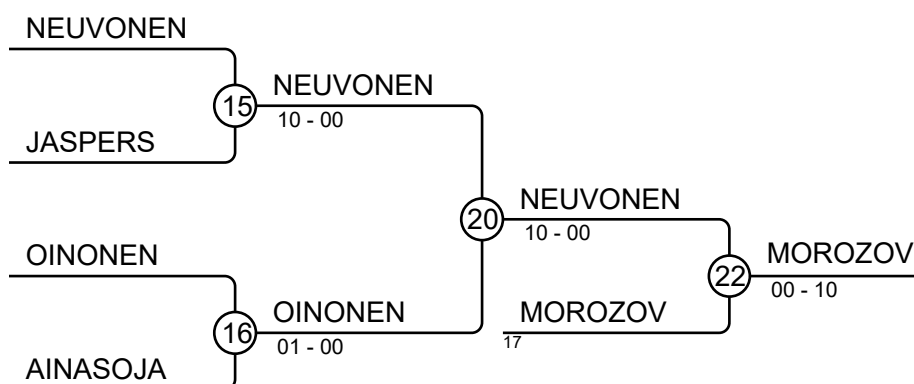 NEUVONEN
15
NEUVONEN
10 - 00
JASPERS
20
NEUVONEN
10 - 00
OINONEN
22
MOROZOV
00 - 10
16
OINONEN
01 - 00
MOROZOV
17
AINASOJA